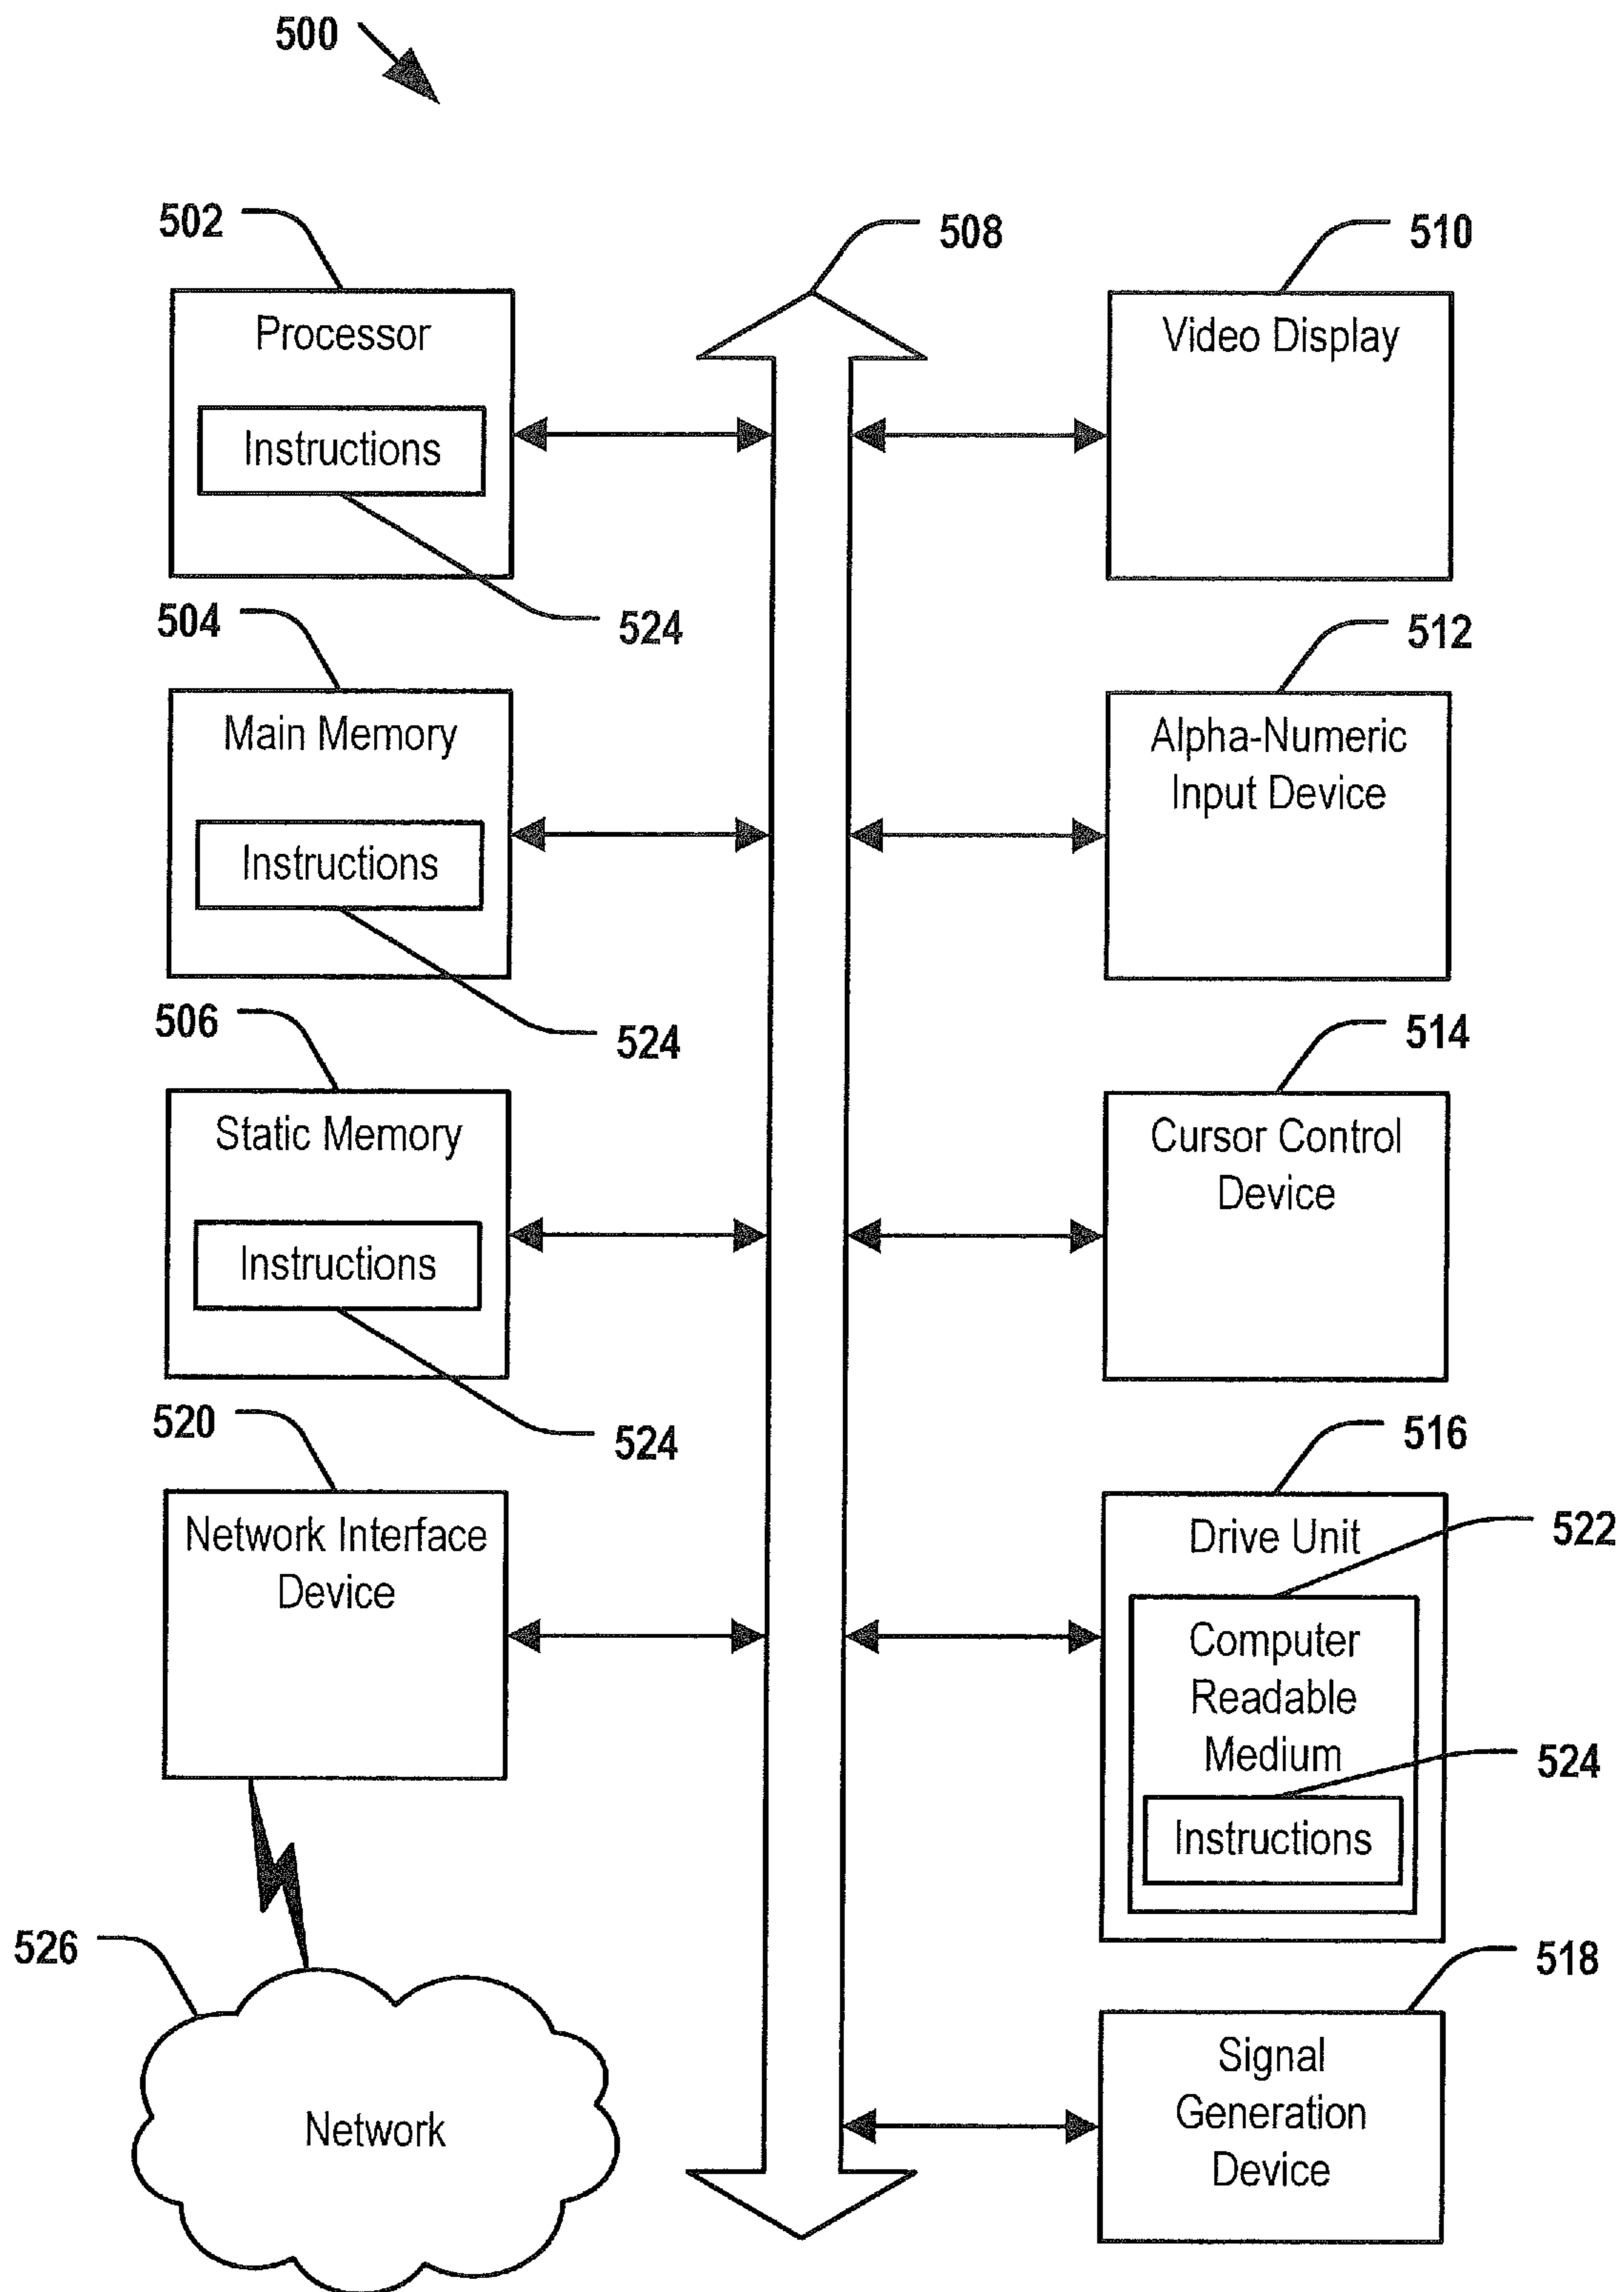 500
502
508
510
Processor
Instructions
524
Video Display
504
512
Main Memory
Instructions
524
Alpha-Numeric
Input Device
506
514
Static Memory
Instructions
524
Cursor Control
Device
520
516
Network Interface
Device
Drive Unit
522
Computer
Readable
Medium
524
Instructions
526
Network
518
Signal
Generation
Device